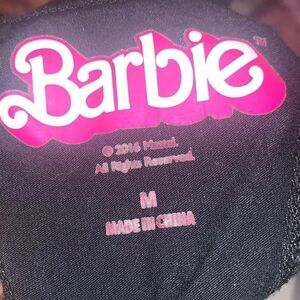 Barbie™
© 2016 Mattel.
All Rights Reserved.
M
MADE IN CHINA